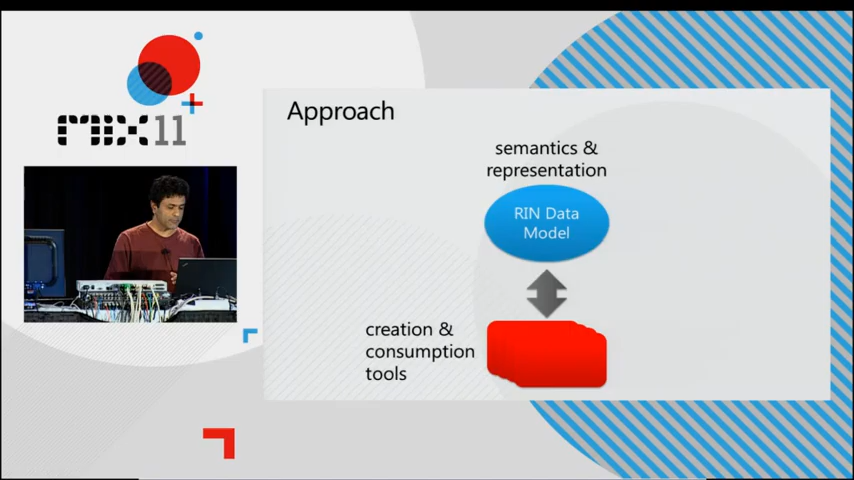 MIX11
Approach
semantics &
representation
RIN Data
Model
creation &
consumption
tools